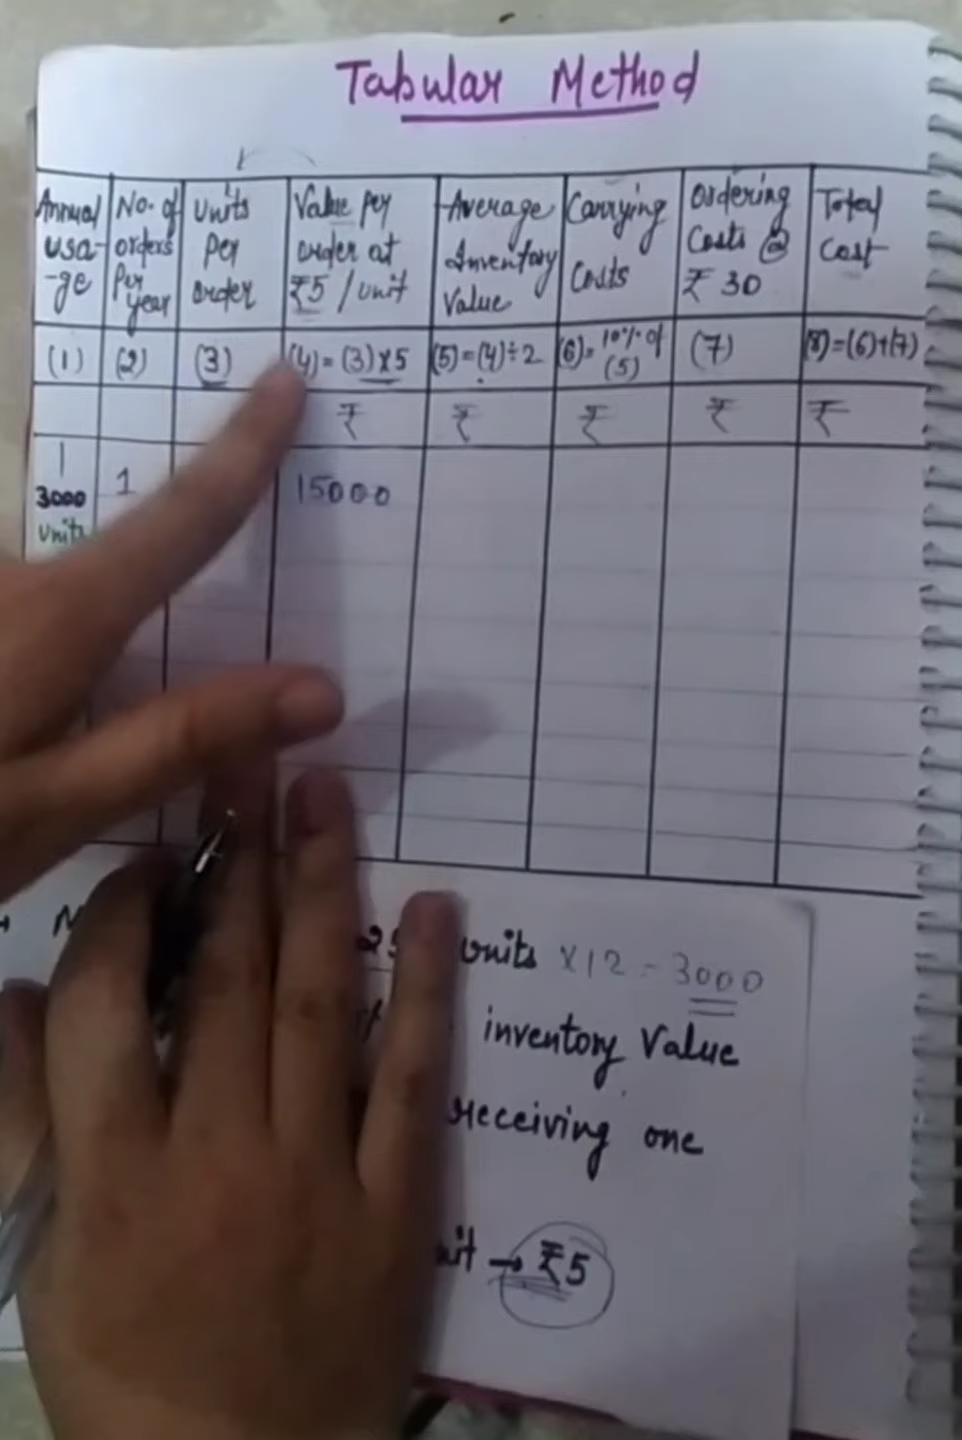 Tabular Method
Annual usa-ge
No. of orders Per year
Units Per order
Value per order at ₹5 / unit
Average Inventory Value
Carrying Costs
Ordering Costs @ ₹ 30
Total Cost
(1)
(2)
(3)
(4) = (3)×5
(5) = (4)÷2
(6) = 10% of (5)
(7)
(8)=(6)+(7)
₹
₹
₹
₹
₹
3000 units
1
15000
units ×12 = 3000
inventory Value
receiving one
→ ₹5